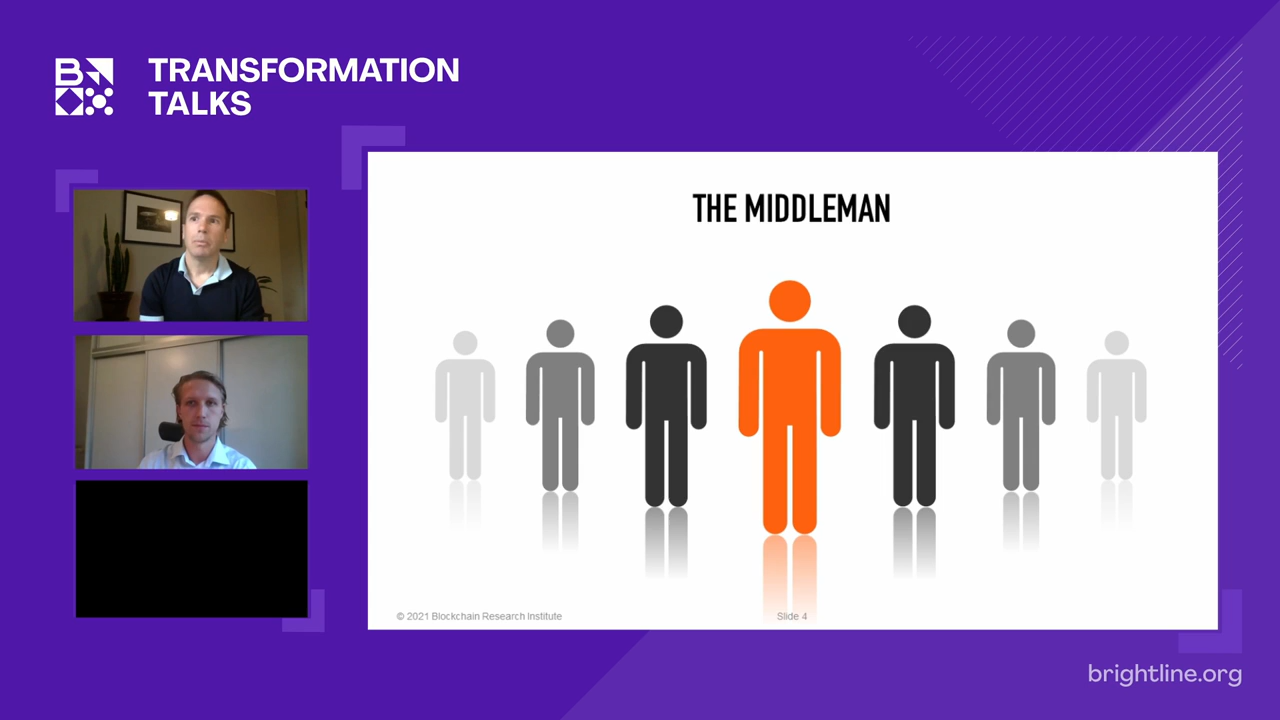 TRANSFORMATION
TALKS
THE MIDDLEMAN
© 2021 Blockchain Research Institute
Slide 4
brightline.org